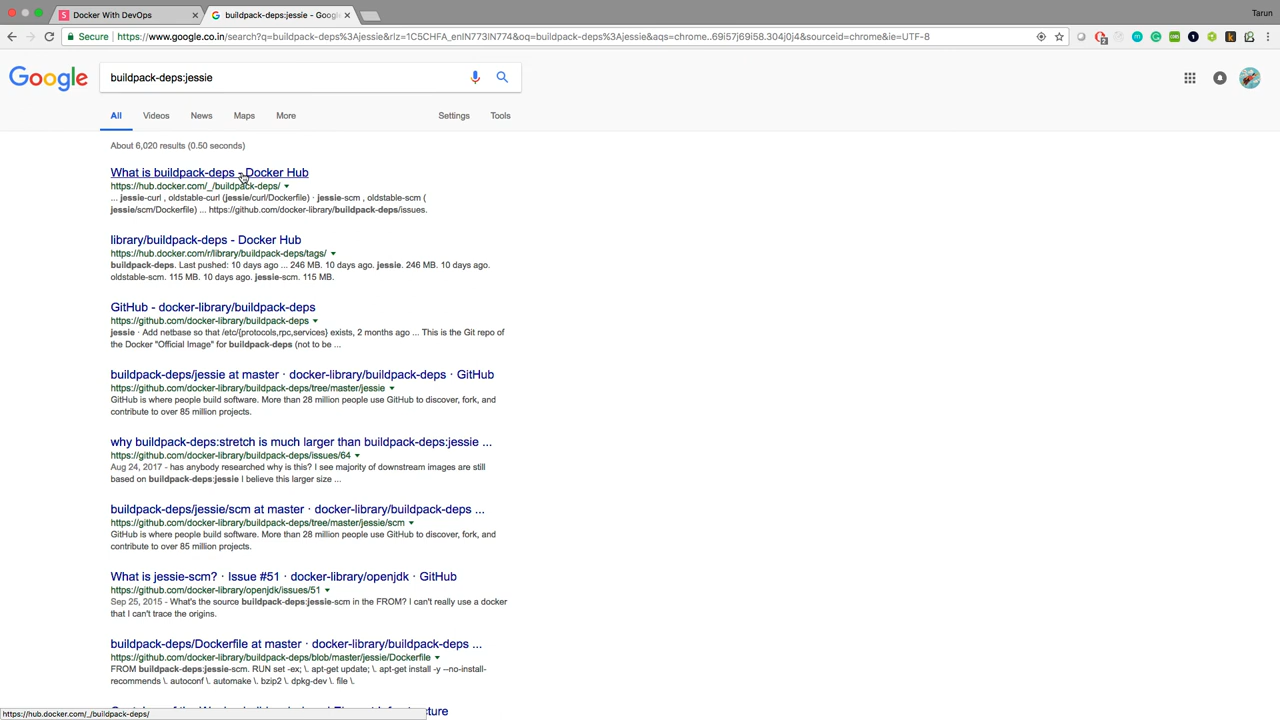 Docker With DevOps
buildpack-deps:jessie - Googl
Tarun
Secure
https://www.google.co.in/search?q=buildpack-deps%3Ajessie&rlz=1C5CHFA_enIN773IN774&oq=buildpack-deps%3Ajessie&aqs=chrome..69i57j69i58.304j0j4&sourceid=chrome&ie=UTF-8
Google
buildpack-deps:jessie
All Videos News Maps More Settings Tools
About 6,020 results (0.50 seconds)
What is buildpack-deps - Docker Hub
https://hub.docker.com/_/buildpack-deps/
... jessie-curl , oldstable-curl (jessie/curl/Dockerfile) · jessie-scm , oldstable-scm (
jessie/scm/Dockerfile) ... https://github.com/docker-library/buildpack-deps/issues.
library/buildpack-deps - Docker Hub
https://hub.docker.com/r/library/buildpack-deps/tags/
buildpack-deps. Last pushed: 10 days ago ... 246 MB. 10 days ago. jessie. 246 MB. 10 days ago.
oldstable-scm. 115 MB. 10 days ago. jessie-scm. 115 MB.
GitHub - docker-library/buildpack-deps
https://github.com/docker-library/buildpack-deps
jessie · Add netbase so that /etc/{protocols,rpc,services} exists, 2 months ago ... This is the Git repo of
the Docker "Official Image" for buildpack-deps (not to be ...
buildpack-deps/jessie at master · docker-library/buildpack-deps · GitHub
https://github.com/docker-library/buildpack-deps/tree/master/jessie
GitHub is where people build software. More than 28 million people use GitHub to discover, fork, and
contribute to over 85 million projects.
why buildpack-deps:stretch is much larger than buildpack-deps:jessie ...
https://github.com/docker-library/buildpack-deps/issues/64
Aug 24, 2017 - has anybody researched why is this? I see majority of downstream images are still
based on buildpack-deps:jessie I believe this larger size ...
buildpack-deps/jessie/scm at master · docker-library/buildpack-deps ...
https://github.com/docker-library/buildpack-deps/tree/master/jessie/scm
GitHub is where people build software. More than 28 million people use GitHub to discover, fork, and
contribute to over 85 million projects.
What is jessie-scm? · Issue #51 · docker-library/openjdk · GitHub
https://github.com/docker-library/openjdk/issues/51
Sep 25, 2015 - What's the source buildpack-deps:jessie-scm in the FROM? I can't really use a docker
that I can't trace the origins.
buildpack-deps/Dockerfile at master · docker-library/buildpack-deps ...
https://github.com/docker-library/buildpack-deps/blob/master/jessie/Dockerfile
FROM buildpack-deps:jessie-scm. RUN set -ex; \. apt-get update; \. apt-get install -y --no-install-
recommends \. autoconf \. automake \. bzip2 \. dpkg-dev \. file \.
https://hub.docker.com/_/buildpack-deps/